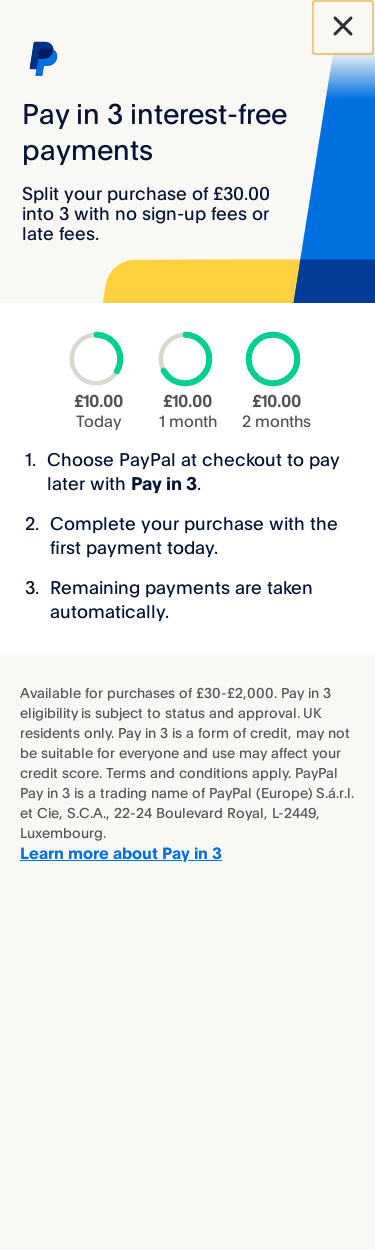 Pay in 3 interest-free
payments
Split your purchase of £30.00
into 3 with no sign-up fees or
late fees.
£10.00 £10.00 £10.00
Today 1 month 2 months
1. Choose PayPal at checkout to pay
later with Pay in 3.
2. Complete your purchase with the
first payment today.
3. Remaining payments are taken
automatically.
Available for purchases of £30-£2,000. Pay in 3
eligibility is subject to status and approval. UK
residents only. Pay in 3 is a form of credit, may not
be suitable for everyone and use may affect your
credit score. Terms and conditions apply. PayPal
Pay in 3 is a trading name of PayPal (Europe) S.á.r.l.
et Cie, S.C.A., 22-24 Boulevard Royal, L-2449,
Luxembourg.
Learn more about Pay in 3